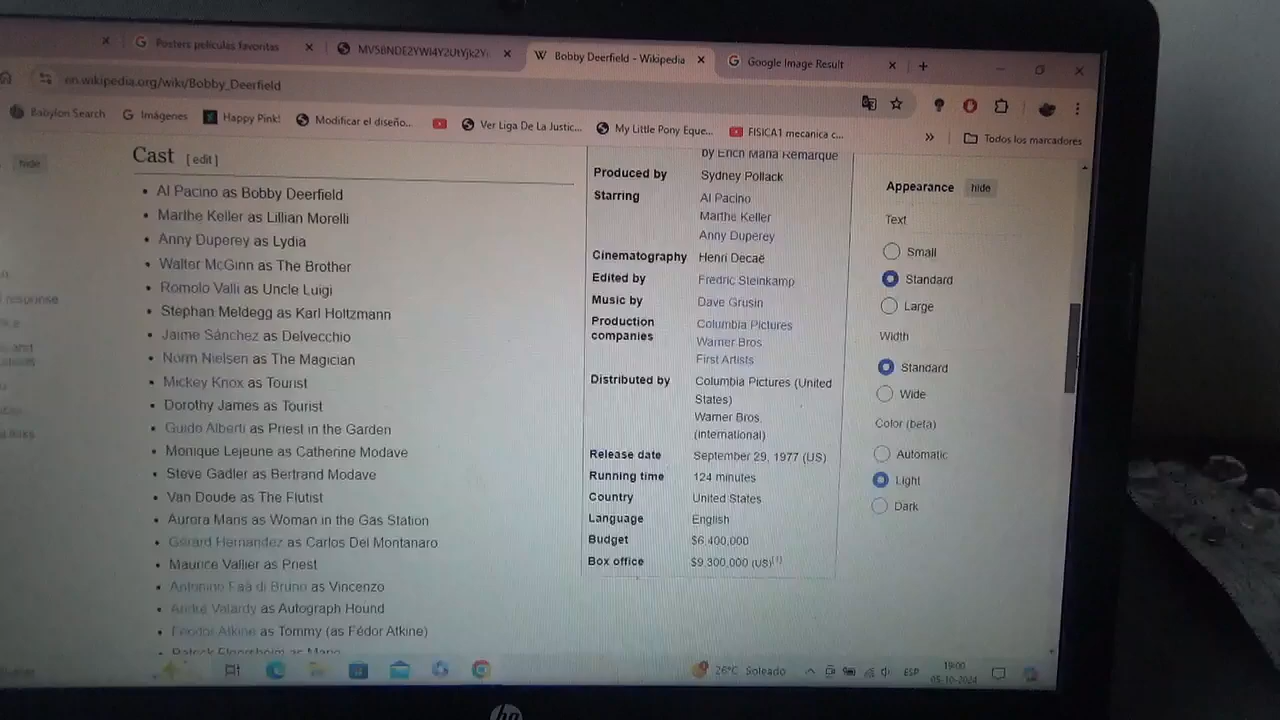 Posters películas favoritas
Bobby Deerfield - Wikipedia
Google Image Result
en.wikipedia.org/wiki/Bobby_Deerfield
Babylon Search
Imágenes
Happy Pink!
Modificar el diseño...
Ver Liga De La Justic...
My Little Pony Eque...
FISICA1 mecanica c...
»
Todos los marcadores
hide
Cast [edit]
Al Pacino as Bobby Deerfield
Marthe Keller as Lillian Morelli
Anny Duperey as Lydia
Walter McGinn as The Brother
Romolo Valli as Uncle Luigi
Stephan Meldegg as Karl Holtzmann
Jaime Sánchez as Delvecchio
Norm Nielsen as The Magician
Mickey Knox as Tourist
Dorothy James as Tourist
Guido Alberti as Priest in the Garden
Monique Lejeune as Catherine Modave
Steve Gadler as Bertrand Modave
Van Doude as The Flutist
Aurora Maris as Woman in the Gas Station
Gérard Hernandez as Carlos Del Montanaro
Maurice Vallier as Priest
Antonino Faà di Bruno as Vincenzo
André Valardy as Autograph Hound
Féodor Atkine as Tommy (as Fédor Atkine)
by Erich Maria Remarque
Produced by Sydney Pollack
Starring Al Pacino
Marthe Keller
Anny Duperey
Cinematography Henri Decaë
Edited by Fredric Steinkamp
Music by Dave Grusin
Production Columbia Pictures
companies Warner Bros.
First Artists
Distributed by Columbia Pictures (United
States)
Warner Bros.
(international)
Release date September 29, 1977 (US)
Running time 124 minutes
Country United States
Language English
Budget $6,400,000
Box office $9,300,000 (US)[1]
Appearance hide
Text
Small
Standard
Large
Width
Standard
Wide
Color (beta)
Automatic
Light
Dark
response
and
links
26°C Soleado
ESP
19:00
05-10-2024
hp